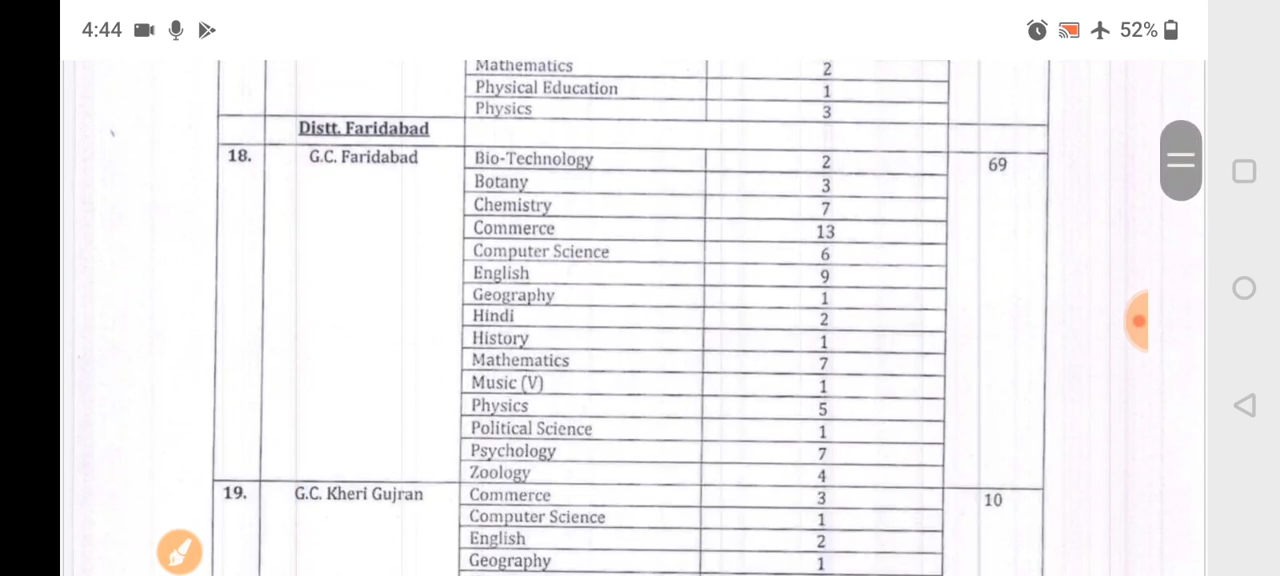 4:44 52%
Mathematics 2
Physical Education 1
Physics 3
Distt. Faridabad
18. G.C. Faridabad Bio-Technology 2 69
Botany 3
Chemistry 7
Commerce 13
Computer Science 6
English 9
Geography 1
Hindi 2
History 1
Mathematics 7
Music (V) 1
Physics 5
Political Science 1
Psychology 7
Zoology 4
19. G.C. Kheri Gujran Commerce 3 10
Computer Science 1
English 2
Geography 1